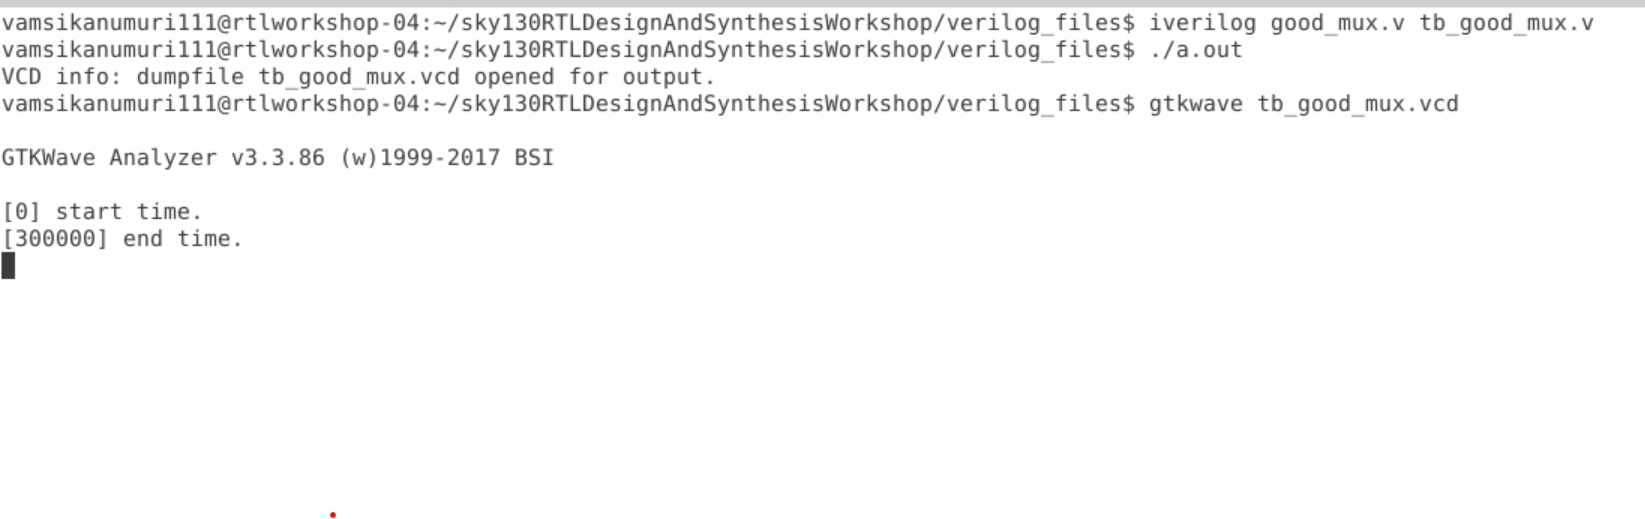 vamsikanumuri111@rtlworkshop-04:~/sky130RTLDesignAndSynthesisWorkshop/verilog_files$ iverilog good_mux.v tb_good_mux.v
vamsikanumuri111@rtlworkshop-04:~/sky130RTLDesignAndSynthesisWorkshop/verilog_files$ ./a.out
VCD info: dumpfile tb_good_mux.vcd opened for output.
vamsikanumuri111@rtlworkshop-04:~/sky130RTLDesignAndSynthesisWorkshop/verilog_files$ gtkwave tb_good_mux.vcd
GTKWave Analyzer v3.3.86 (w)1999-2017 BSI
[0] start time.
[300000] end time.